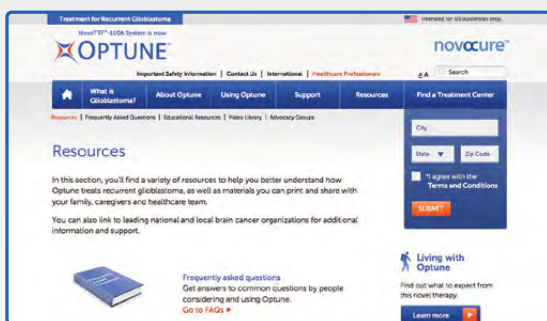 Treatment for Recurrent Glioblastoma
Intended for US audiences only.
NovoTTF™-100A System is now
OPTUNE™
novocure™
Important Safety Information | Contact Us | International | Healthcare Professionals
A A
Search
What is Glioblastoma?
About Optune
Using Optune
Support
Resources
Find a Treatment Center
Resources | Frequently Asked Questions | Educational Resources | Video Library | Advocacy Groups
City
State ▼
Zip Code
*I agree with the
Terms and Conditions
SUBMIT
Resources
In this section, you'll find a variety of resources to help you better understand how
Optune treats recurrent glioblastoma, as well as materials you can print and share with
your family, caregivers and healthcare team.
You can also link to leading national and local brain cancer organizations for additional
information and support.
Frequently asked questions
Get answers to common questions by people
considering and using Optune.
Go to FAQs ▶
Living with
Optune
Find out what to expect from
this novel therapy.
Learn more ▶